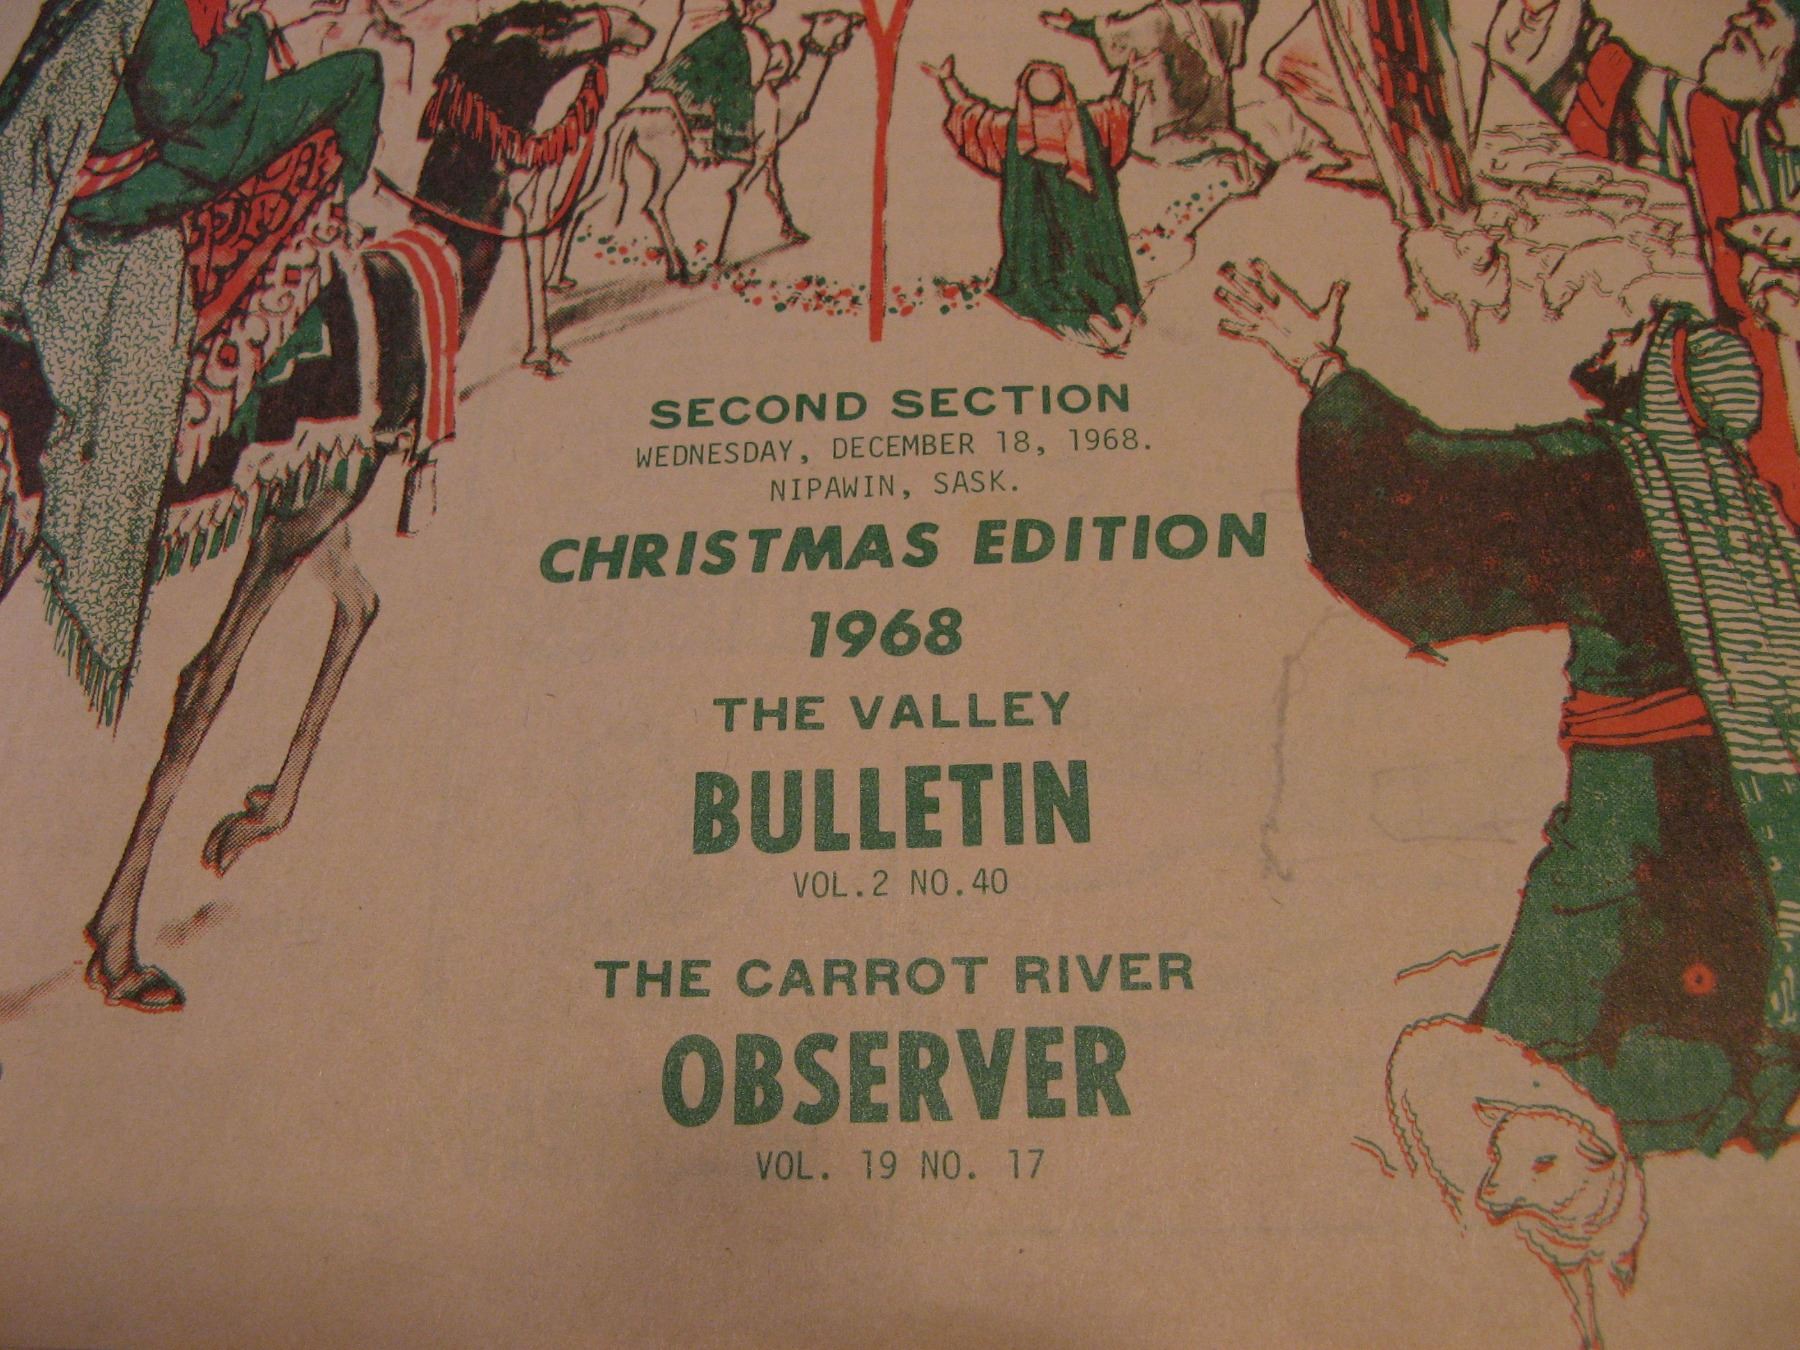 SECOND SECTION
WEDNESDAY, DECEMBER 18, 1968.
NIPAWIN, SASK.
CHRISTMAS EDITION
1968
THE VALLEY
BULLETIN
VOL.2 NO.40
THE CARROT RIVER
OBSERVER
VOL. 19 NO. 17